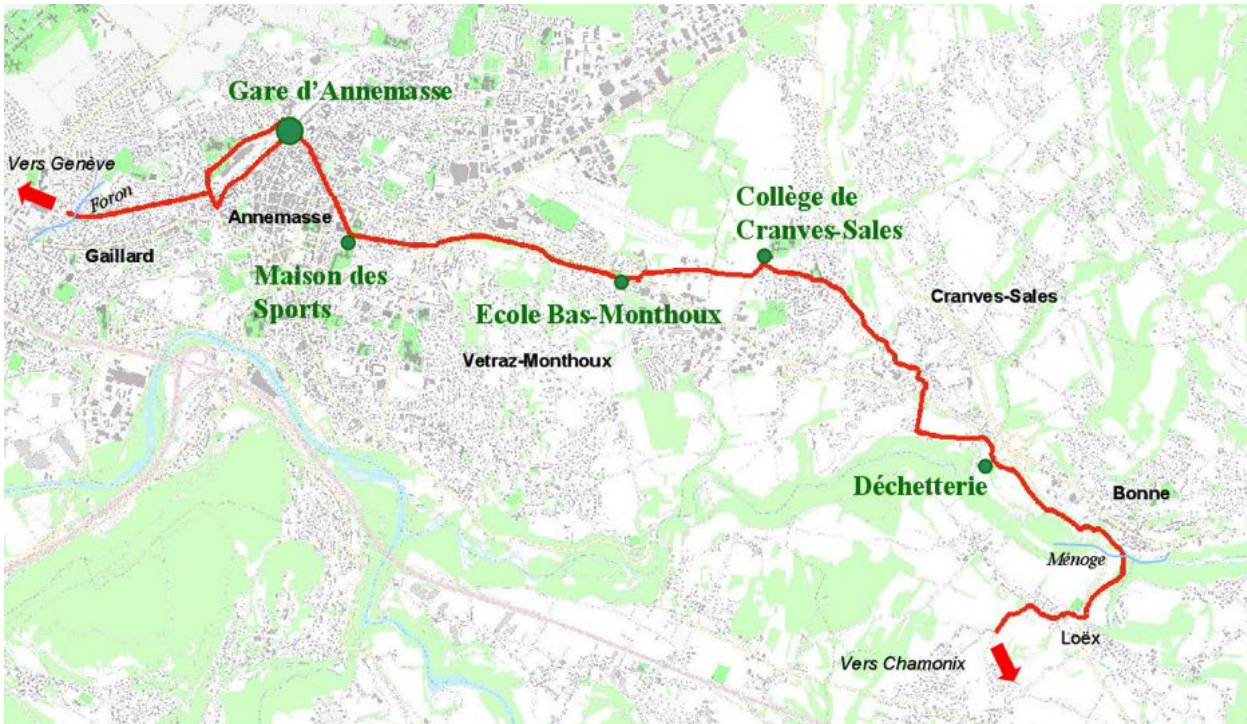 Gare d'Annemasse
Vers Genève
Foron
Annemasse
Gaillard
Maison des
Sports
Ecole Bas-Monthoux
Vetraz-Monthoux
Collège de
Cranves-Sales
Cranves-Sales
Déchetterie
Bonne
Ménoge
Loëx
Vers Chamonix